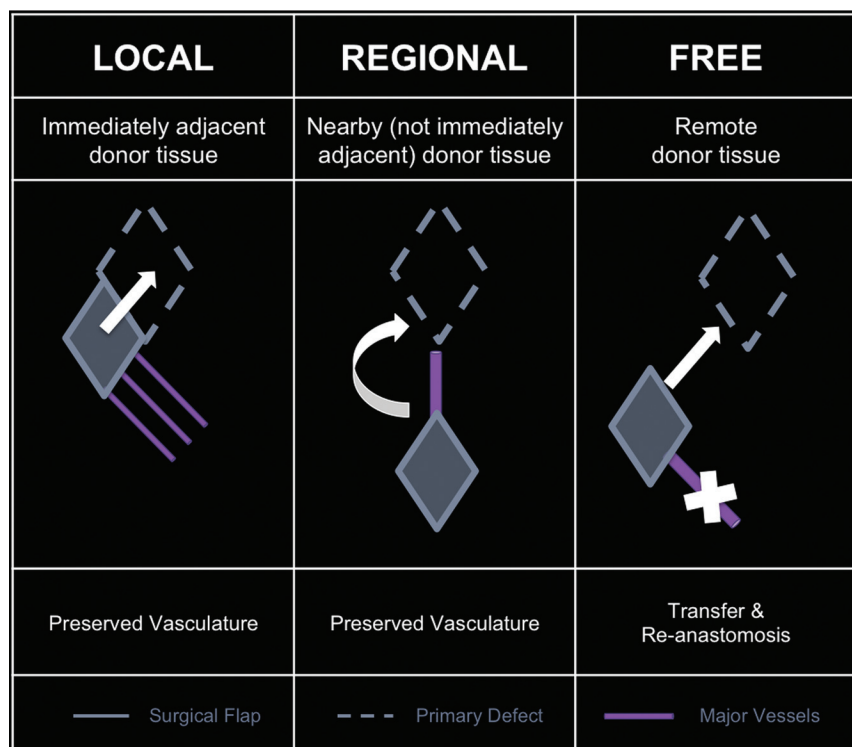 LOCAL
REGIONAL
FREE
Immediately adjacent
donor tissue
Nearby (not immediately
adjacent) donor tissue
Remote
donor tissue
Preserved Vasculature
Preserved Vasculature
Transfer &
Re-anastomosis
Surgical Flap
Primary Defect
Major Vessels